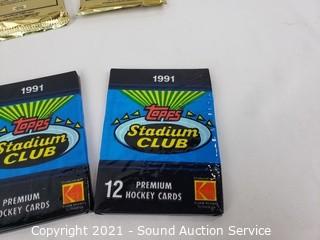 1991
Topps
Stadium
CLUB
PREMIUM
HOCKEY CARDS
1991
Topps
Stadium
CLUB
12 PREMIUM
HOCKEY CARDS
Copyright © 2021 - Sound Auction Service